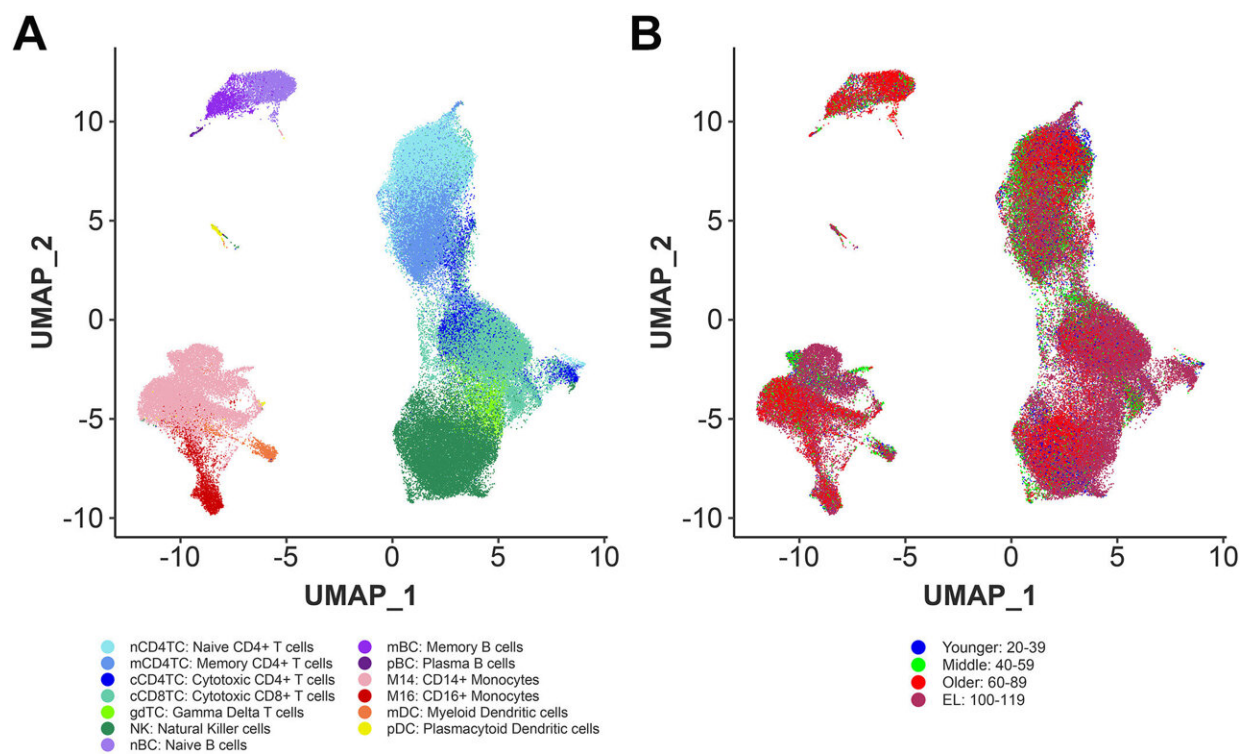 A
B
UMAP_2
10
5
0
-5
-10
-10
-5
0
5
10
UMAP_1
UMAP_2
10
5
0
-5
-10
-10
-5
0
5
10
UMAP_1
nCD4TC: Naive CD4+ T cells
mCD4TC: Memory CD4+ T cells
cCD4TC: Cytotoxic CD4+ T cells
cCD8TC: Cytotoxic CD8+ T cells
gdTC: Gamma Delta T cells
NK: Natural Killer cells
nBC: Naive B cells
mBC: Memory B cells
pBC: Plasma B cells
M14: CD14+ Monocytes
M16: CD16+ Monocytes
mDC: Myeloid Dendritic cells
pDC: Plasmacytoid Dendritic cells
Younger: 20-39
Middle: 40-59
Older: 60-89
EL: 100-119